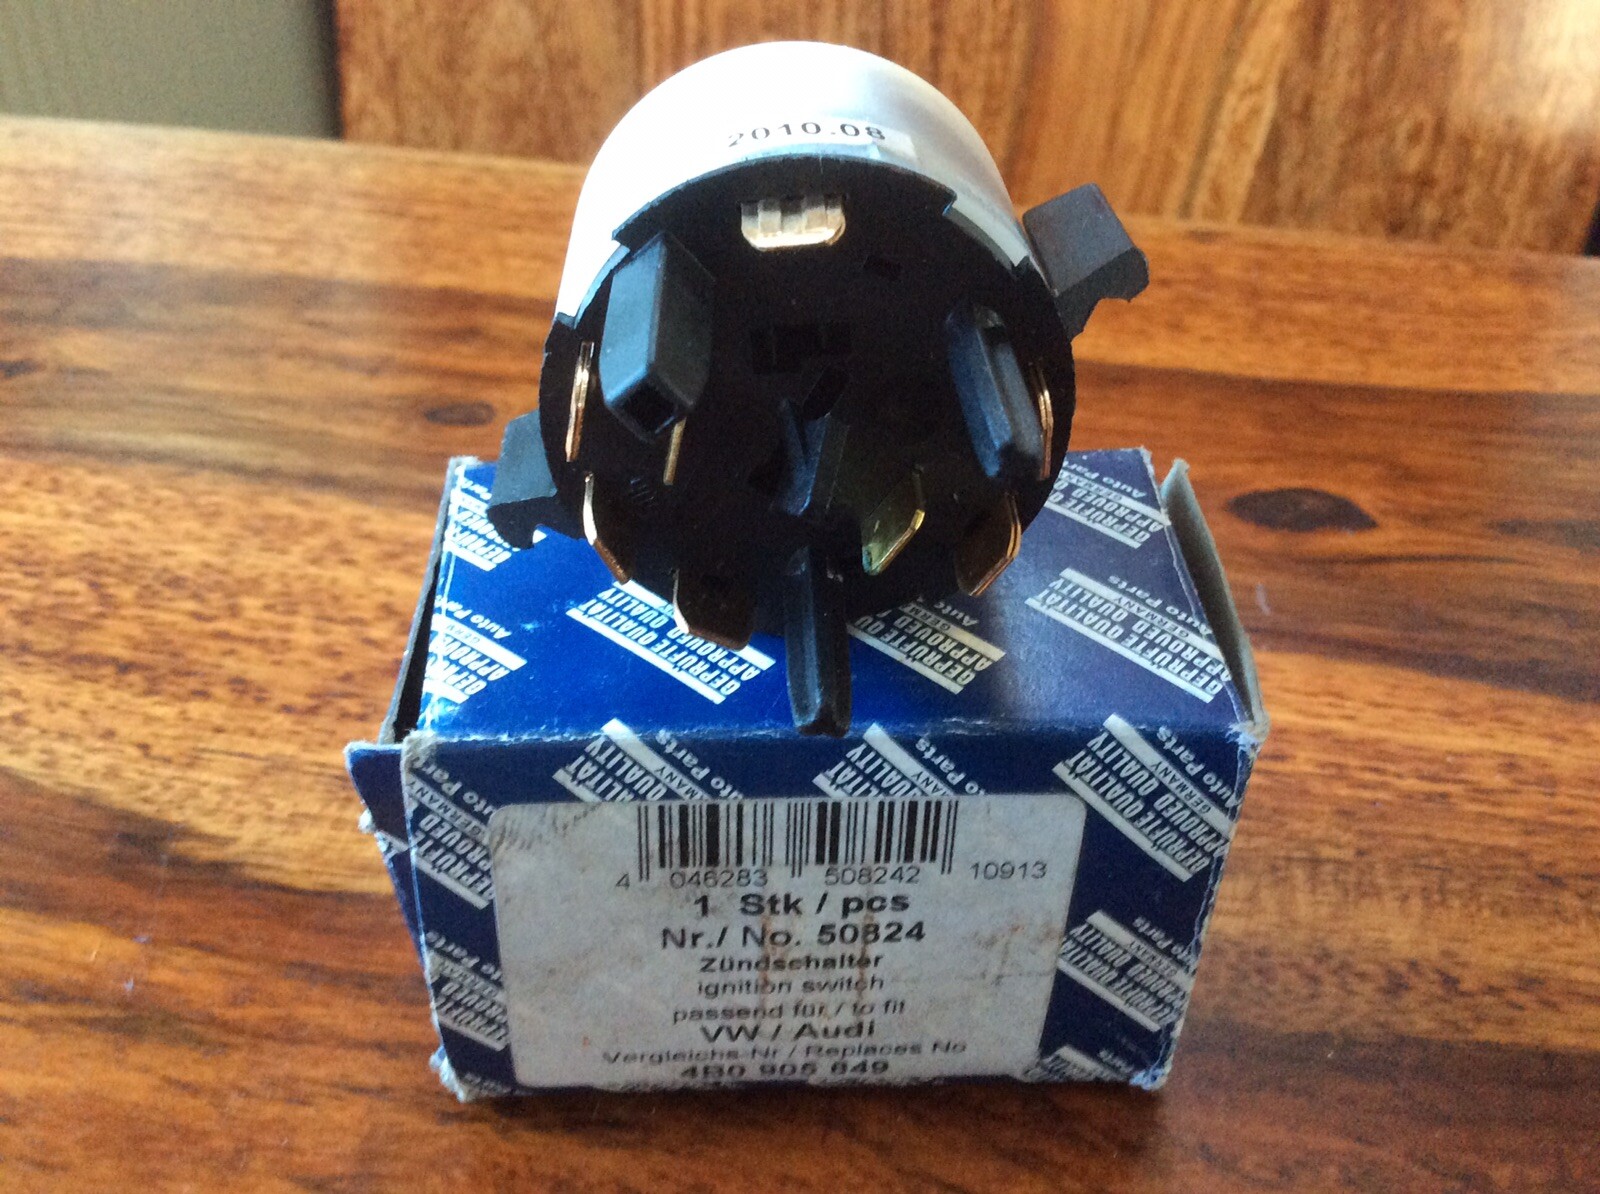 2010.08
GEPRÜFTE QUALITÄT
APPROVED QUALITY
Auto Parts
GERMANY
4 046283 508242 10913
1 Stk / pcs
Nr./ No. 50824
Zündschalter
ignition switch
passend für / to fit
VW / Audi
Vergleichs-Nr / Replaces No
4B0 905 849